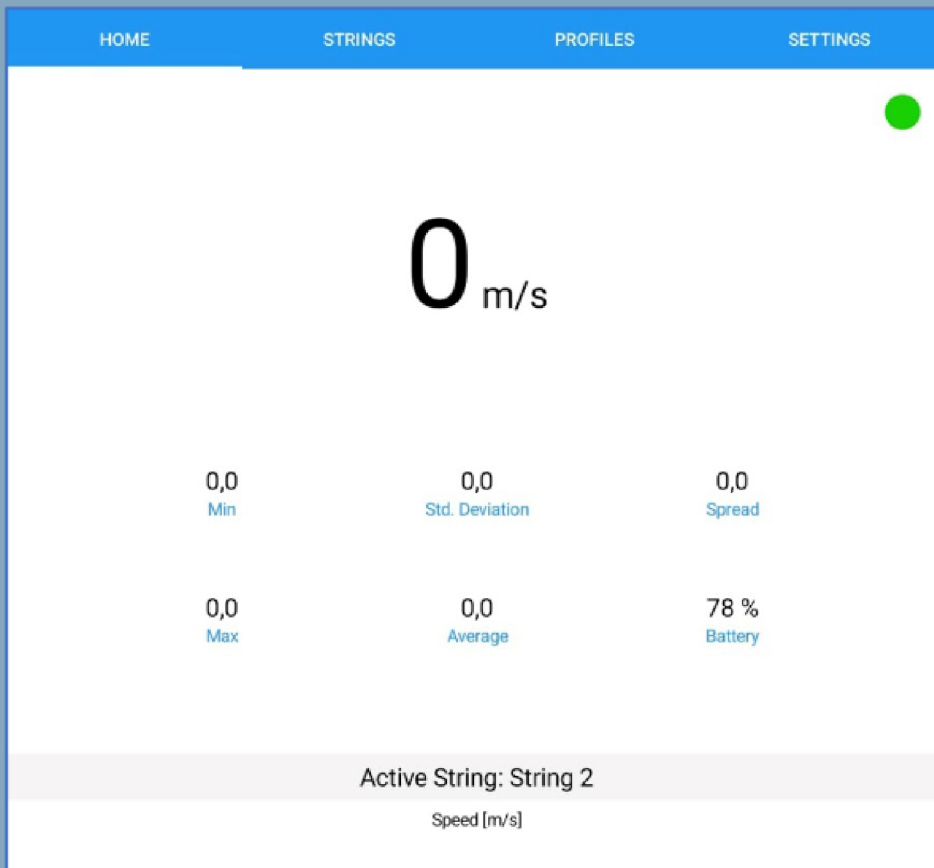 HOME STRINGS PROFILES SETTINGS
0 m/s
0,0 0,0 0,0
Min Std. Deviation Spread
0,0 0,0 78 %
Max Average Battery
Active String: String 2
Speed [m/s]